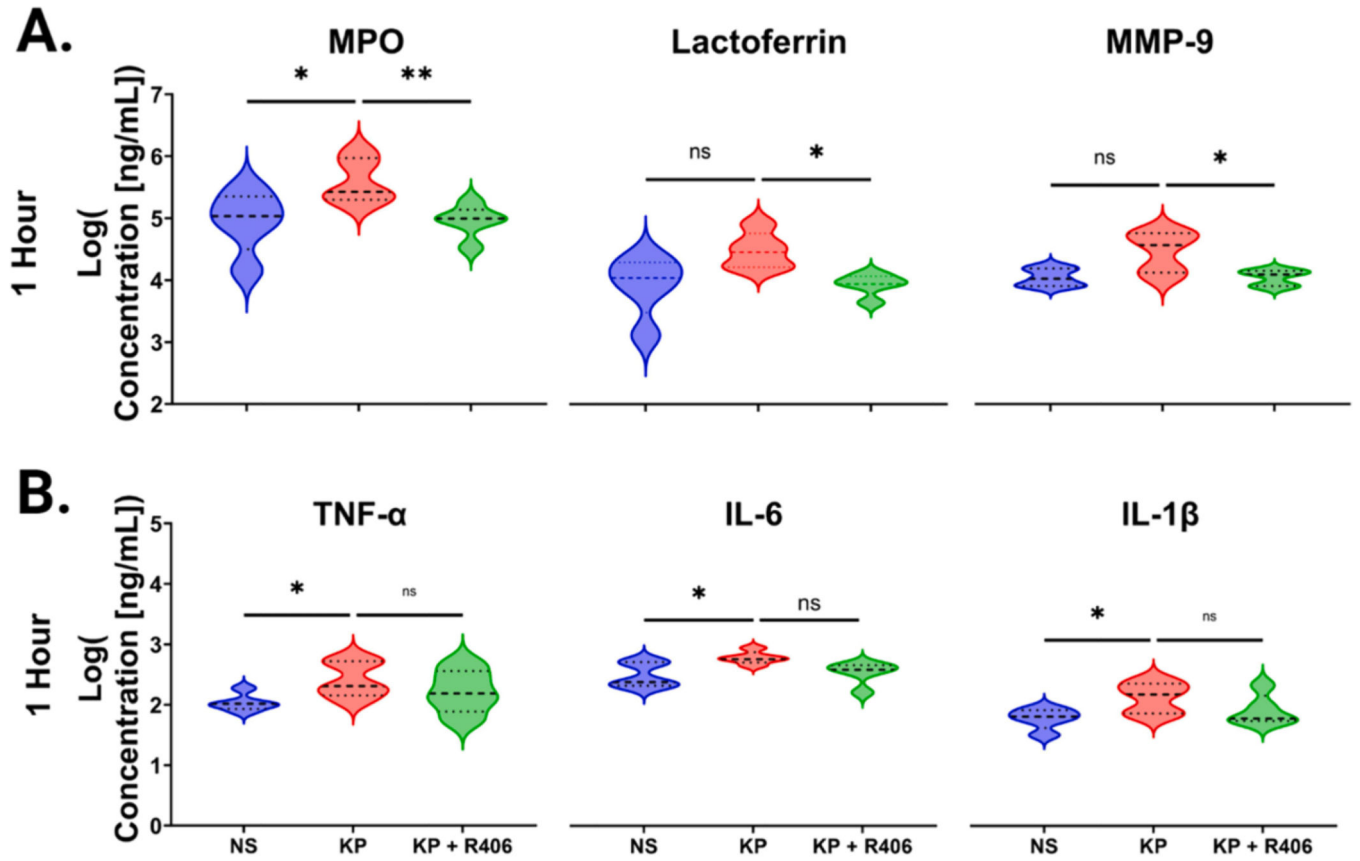 A.
MPO
Lactoferrin
MMP-9
* **
ns *
ns *
1 Hour
Log(
Concentration [ng/mL])
7
6
5
4
3
2
B.
TNF-α
IL-6
IL-1β
* ns
* ns
* ns
1 Hour
Log(
Concentration [ng/mL])
5
4
3
2
1
0
NS KP KP + R406
NS KP KP + R406
NS KP KP + R406